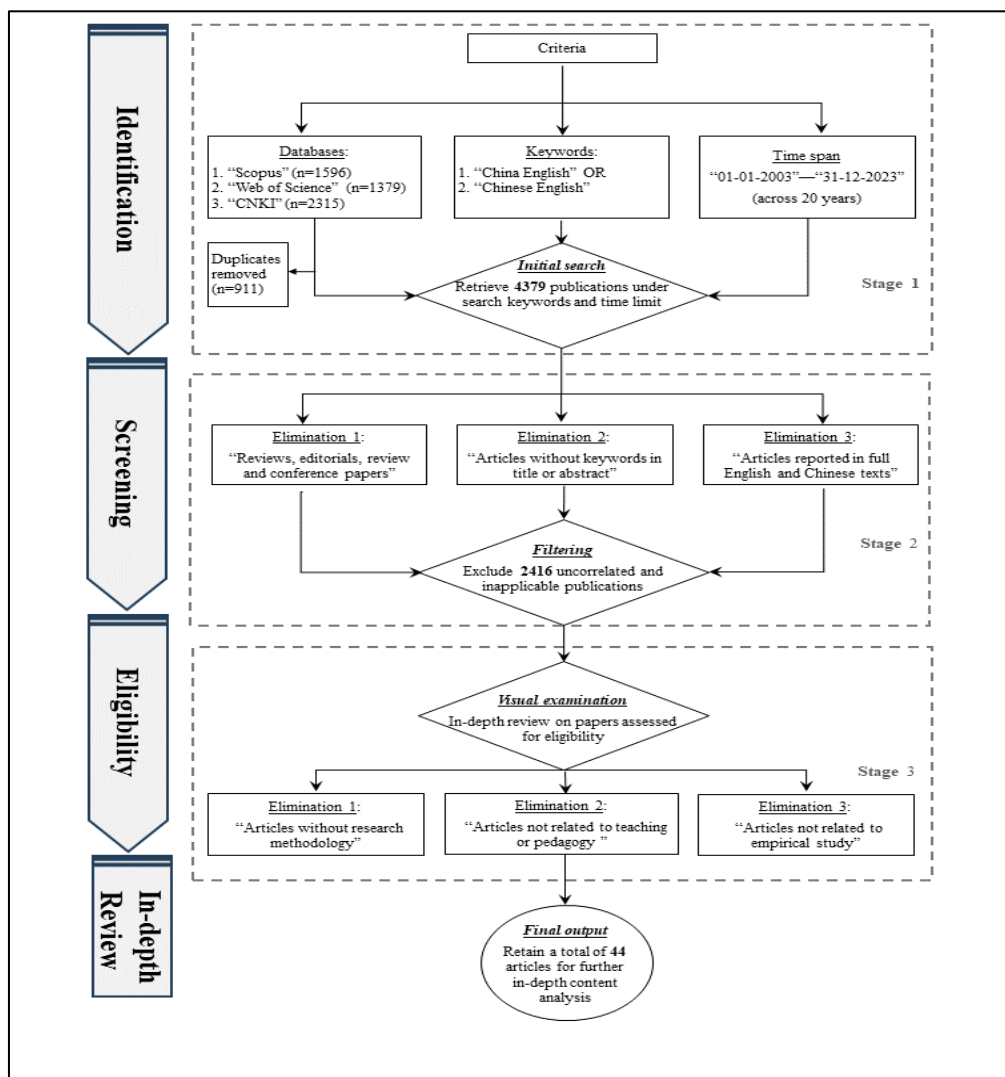 Identification
Criteria
Databases:
1. “Scopus” (n=1596)
2. “Web of Science” (n=1379)
3. “CNKI” (n=2315)
Keywords:
1. “China English” OR
2. “Chinese English”
Time span
“01-01-2003”—“31-12-2023”
(across 20 years)
Duplicates
removed
(n=911)
Initial search
Retrieve 4379 publications under
search keywords and time limit
Stage 1
Screening
Elimination 1:
“Reviews, editorials, review
and conference papers”
Elimination 2:
“Articles without keywords in
title or abstract”
Elimination 3:
“Articles reported in full
English and Chinese texts”
Filtering
Exclude 2416 uncorrelated and
inapplicable publications
Stage 2
Eligibility
Visual examination
In-depth review on papers assessed
for eligibility
Stage 3
Elimination 1:
“Articles without research
methodology”
Elimination 2:
“Articles not related to teaching
or pedagogy ”
Elimination 3:
“Articles not related to
empirical study”
In-depth
Review
Final output
Retain a total of 44
articles for further
in-depth content
analysis